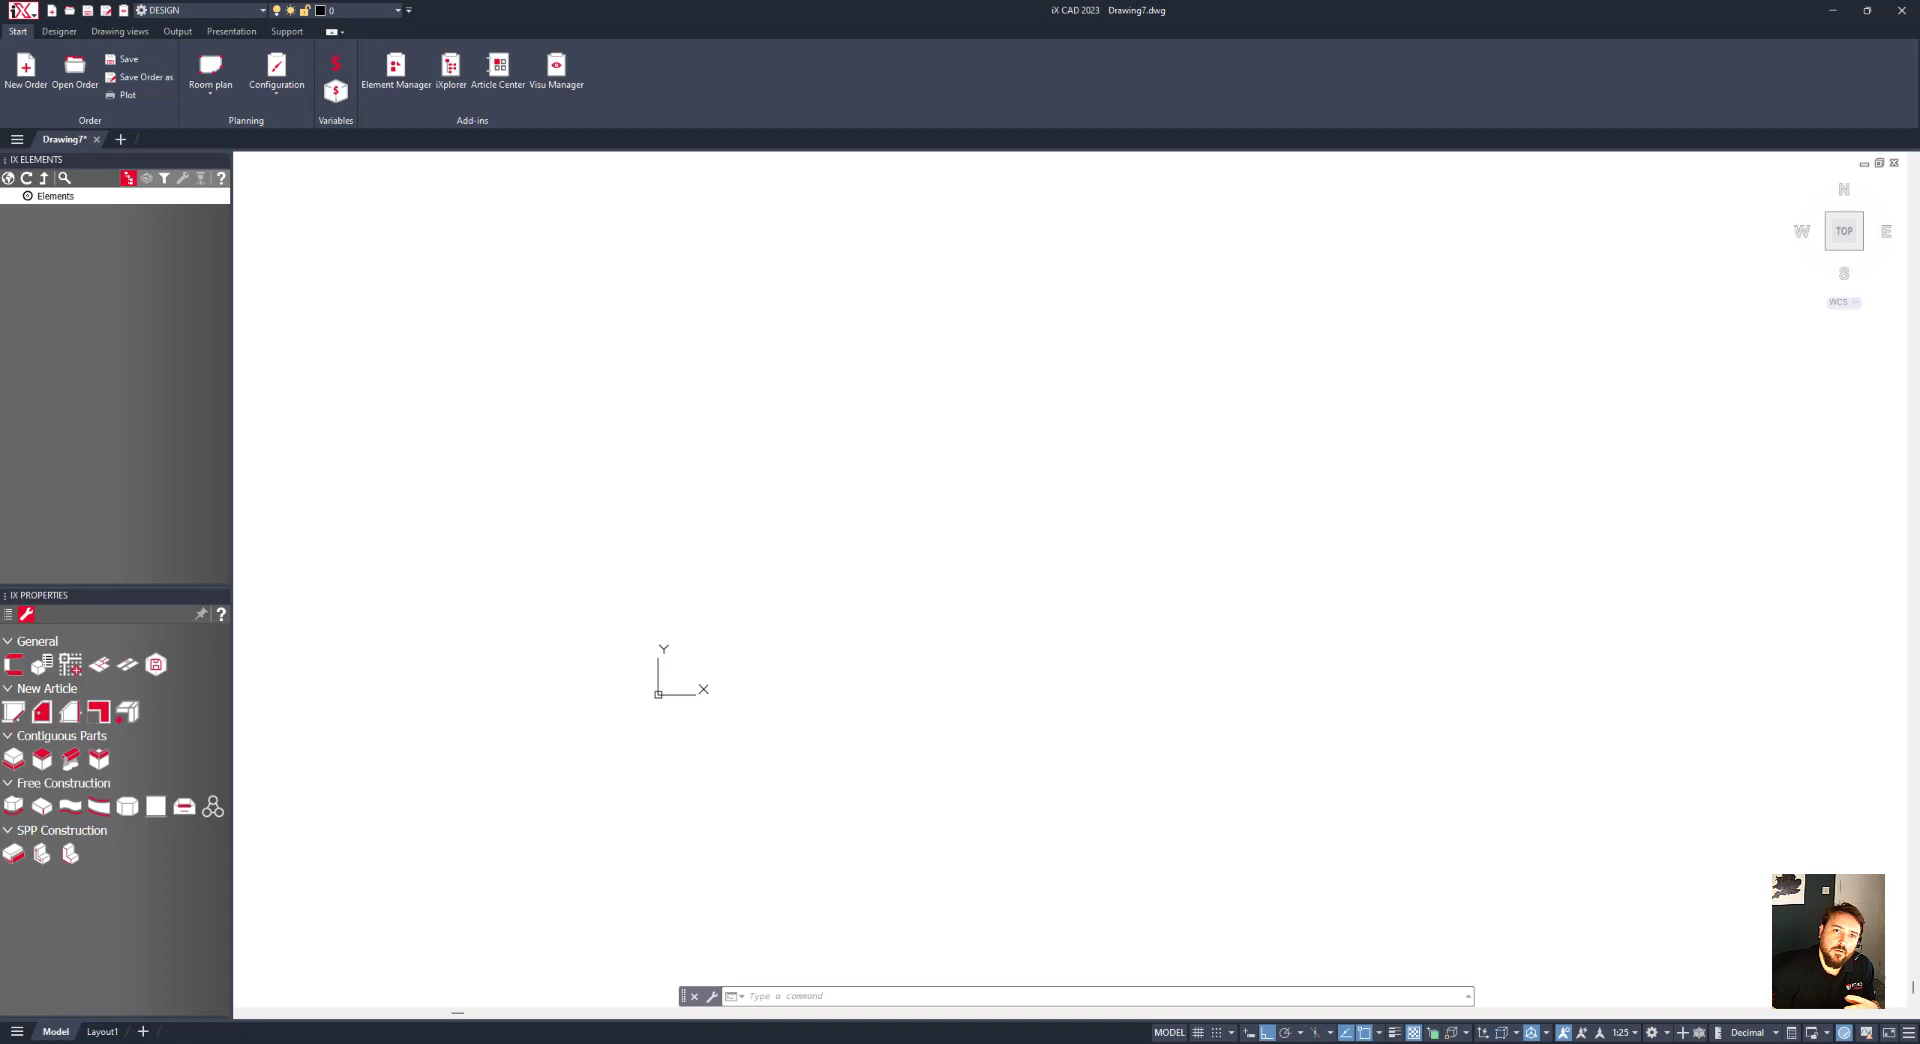 iX
DESIGN
0
iX CAD 2023 Drawing7.dwg
Start Designer Drawing views Output Presentation Support
New Order
Open Order
Save
Save Order as
Plot
Order
Room plan
Configuration
Planning
$
$
Variables
Element Manager
iXplorer
Article Center
Visu Manager
Add-ins
Drawing7*
IX ELEMENTS
?
Elements
N
W
TOP
E
S
WCS
IX PROPERTIES
?
General
New Article
Contiguous Parts
Free Construction
SPP Construction
Y
X
Type a command
Model
Layout1
MODEL
1:25
Decimal